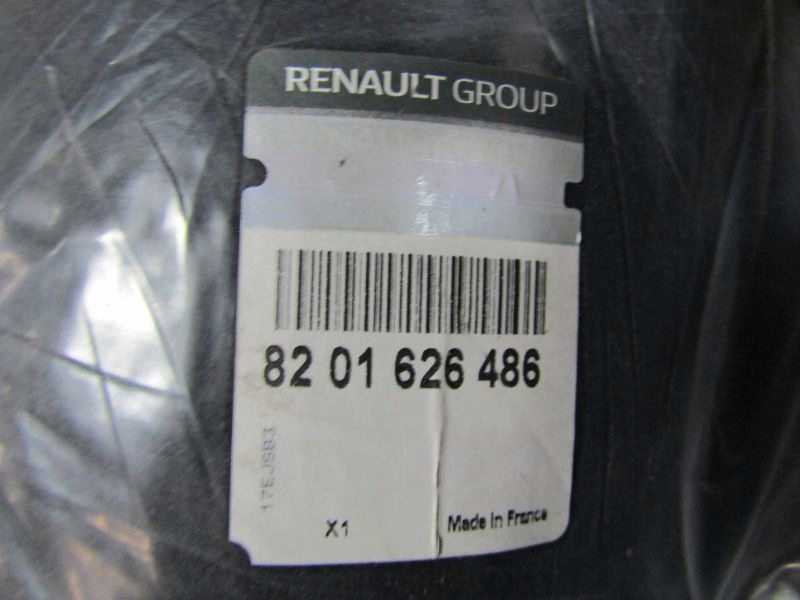 RENAULT GROUP
82 01 626 486
17EJSB3
X1
Made in France